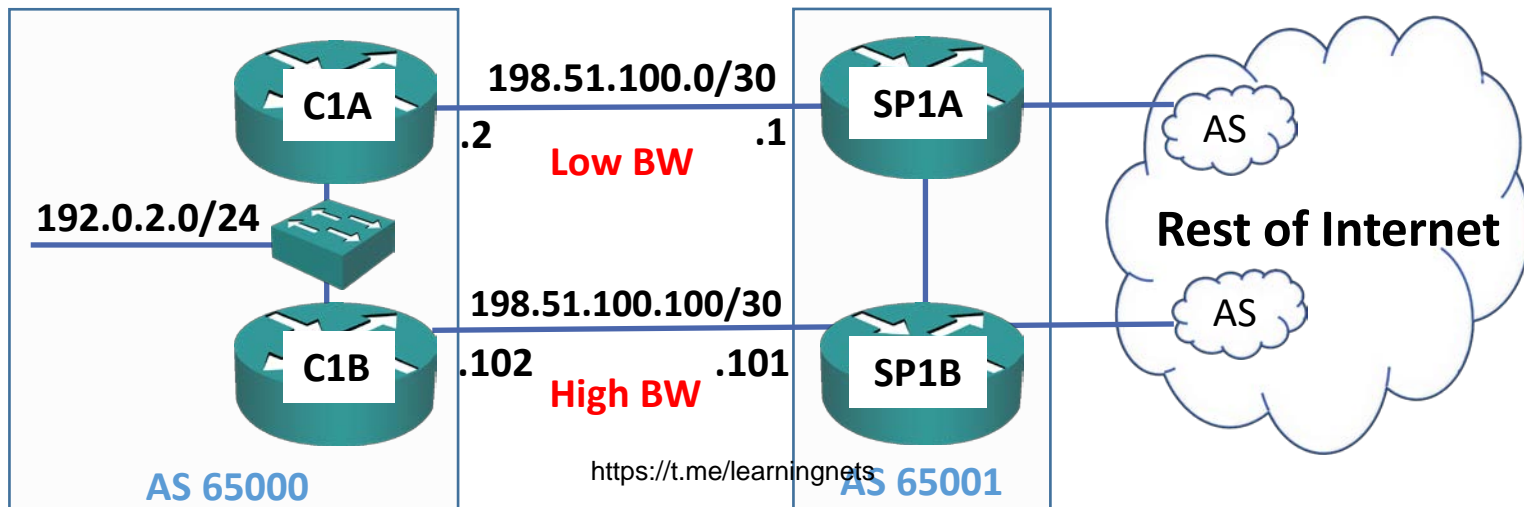 198.51.100.0/30
C1A
SP1A
AS
.2
.1
Low BW
192.0.2.0/24
Rest of Internet
198.51.100.100/30
AS
C1B
.102
.101
SP1B
High BW
https://t.me/learningnets
AS 65000
AS 65001